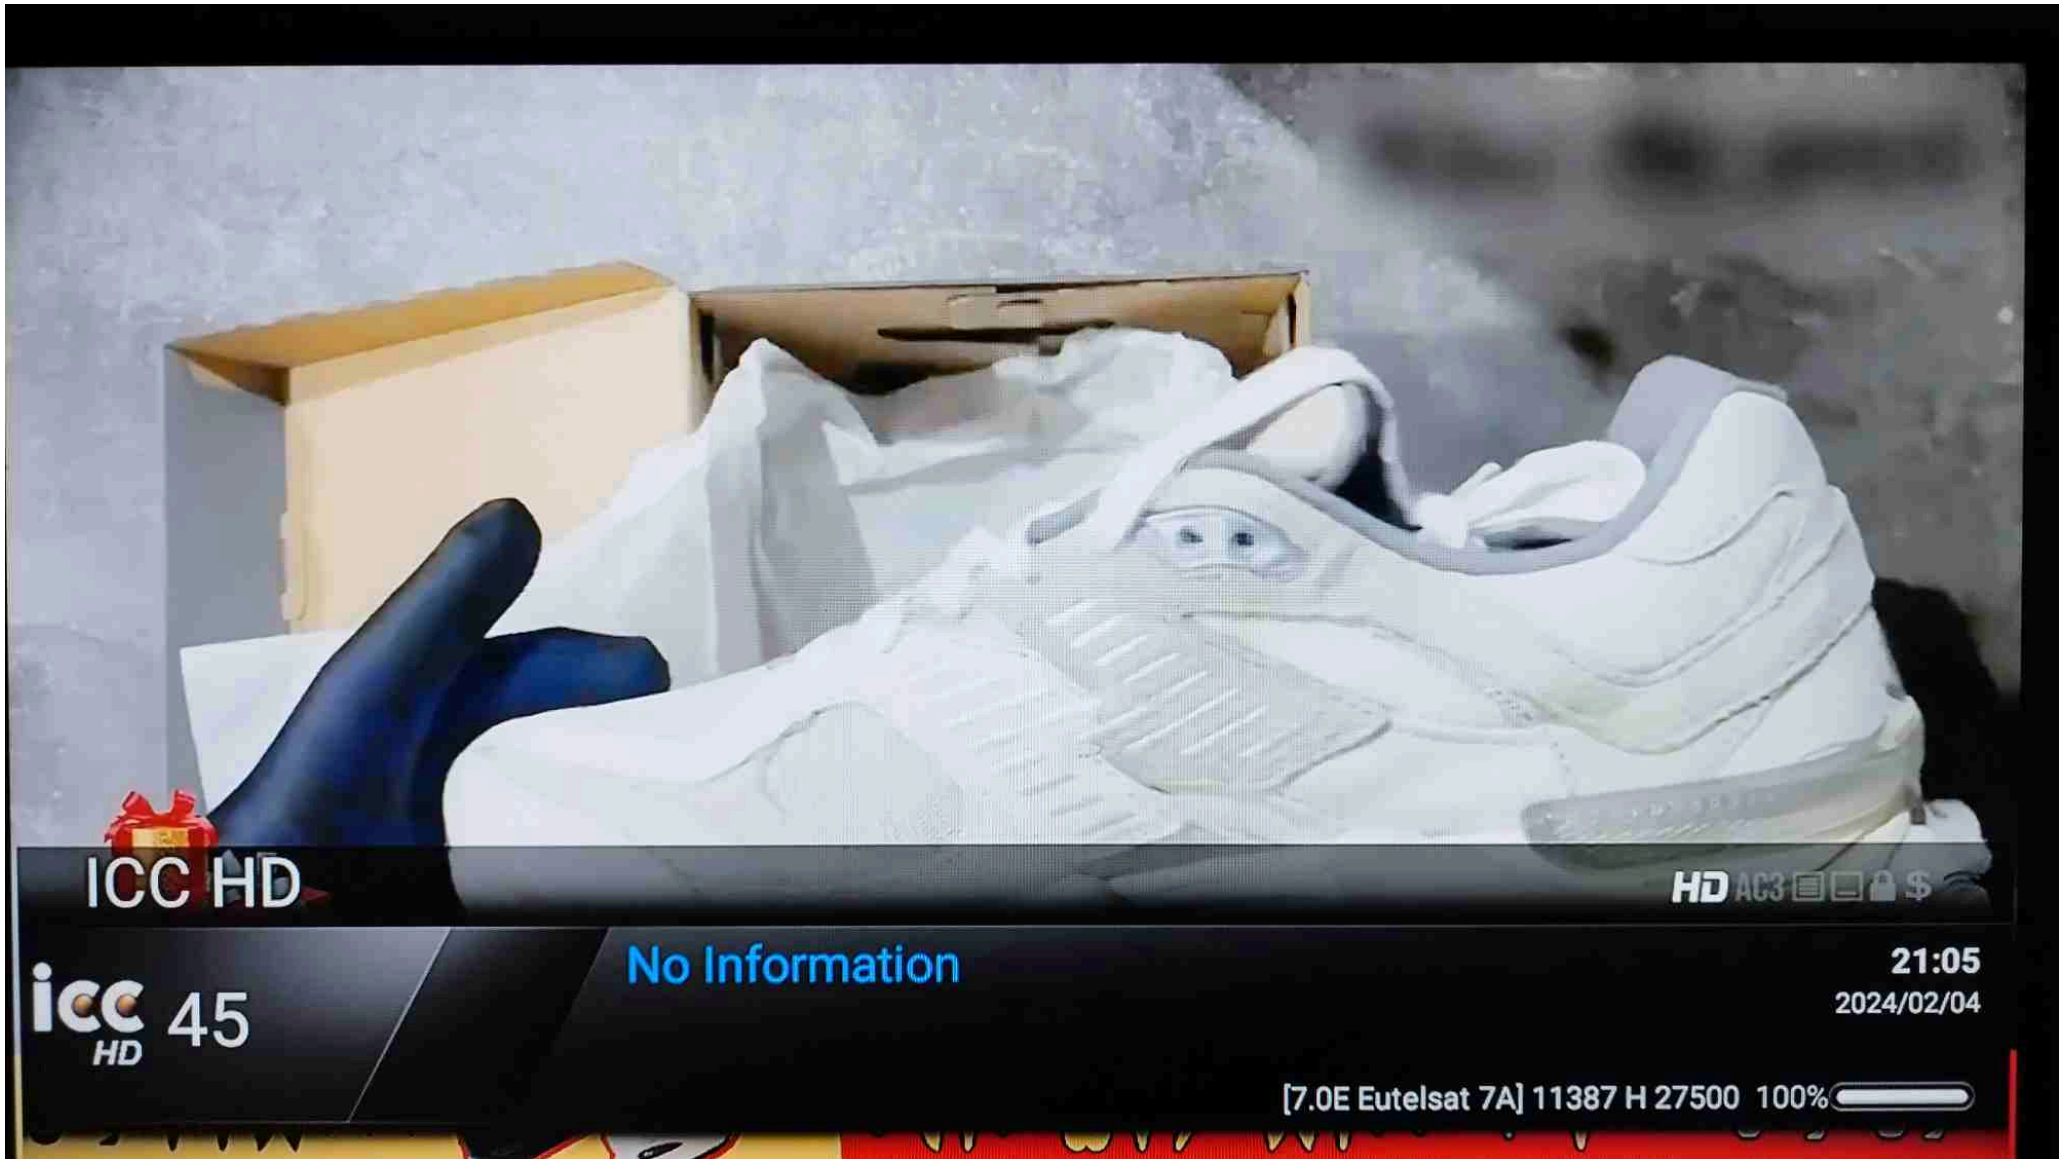 ICC HD
HD AC3 $
icc HD 45
No Information
21:05
2024/02/04
[7.0E Eutelsat 7A] 11387 H 27500 100%